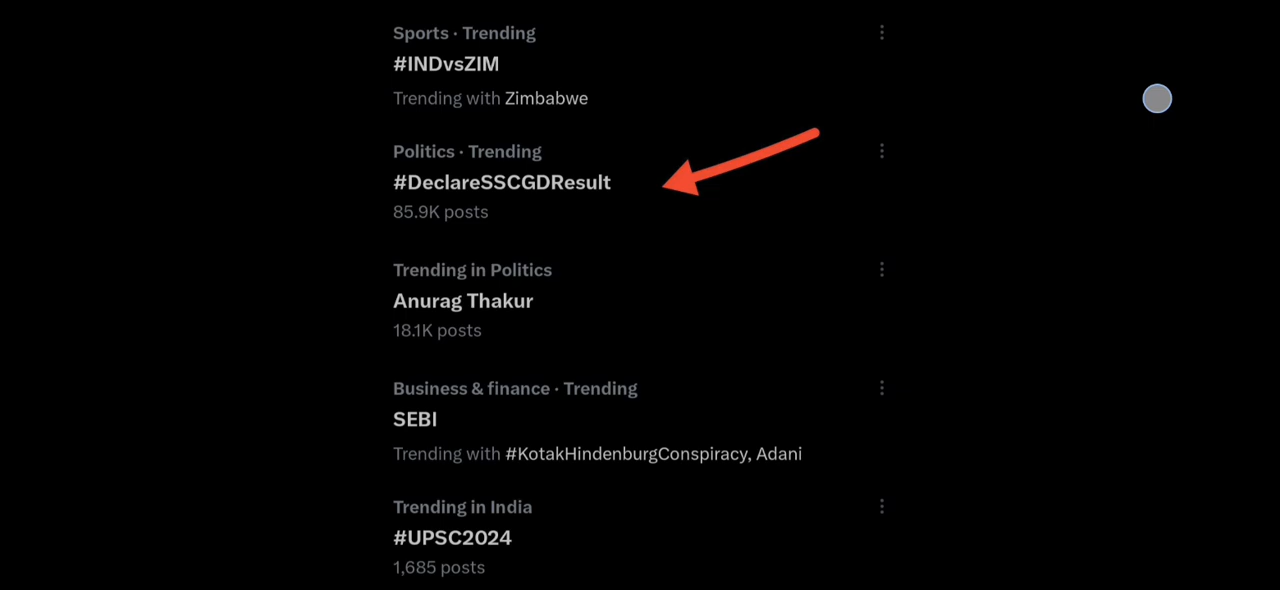 Sports · Trending
#INDvsZIM
Trending with Zimbabwe
Politics · Trending
#DeclareSSCGDResult
85.9K posts
Trending in Politics
Anurag Thakur
18.1K posts
Business & finance · Trending
SEBI
Trending with #KotakHindenburgConspiracy, Adani
Trending in India
#UPSC2024
1,685 posts